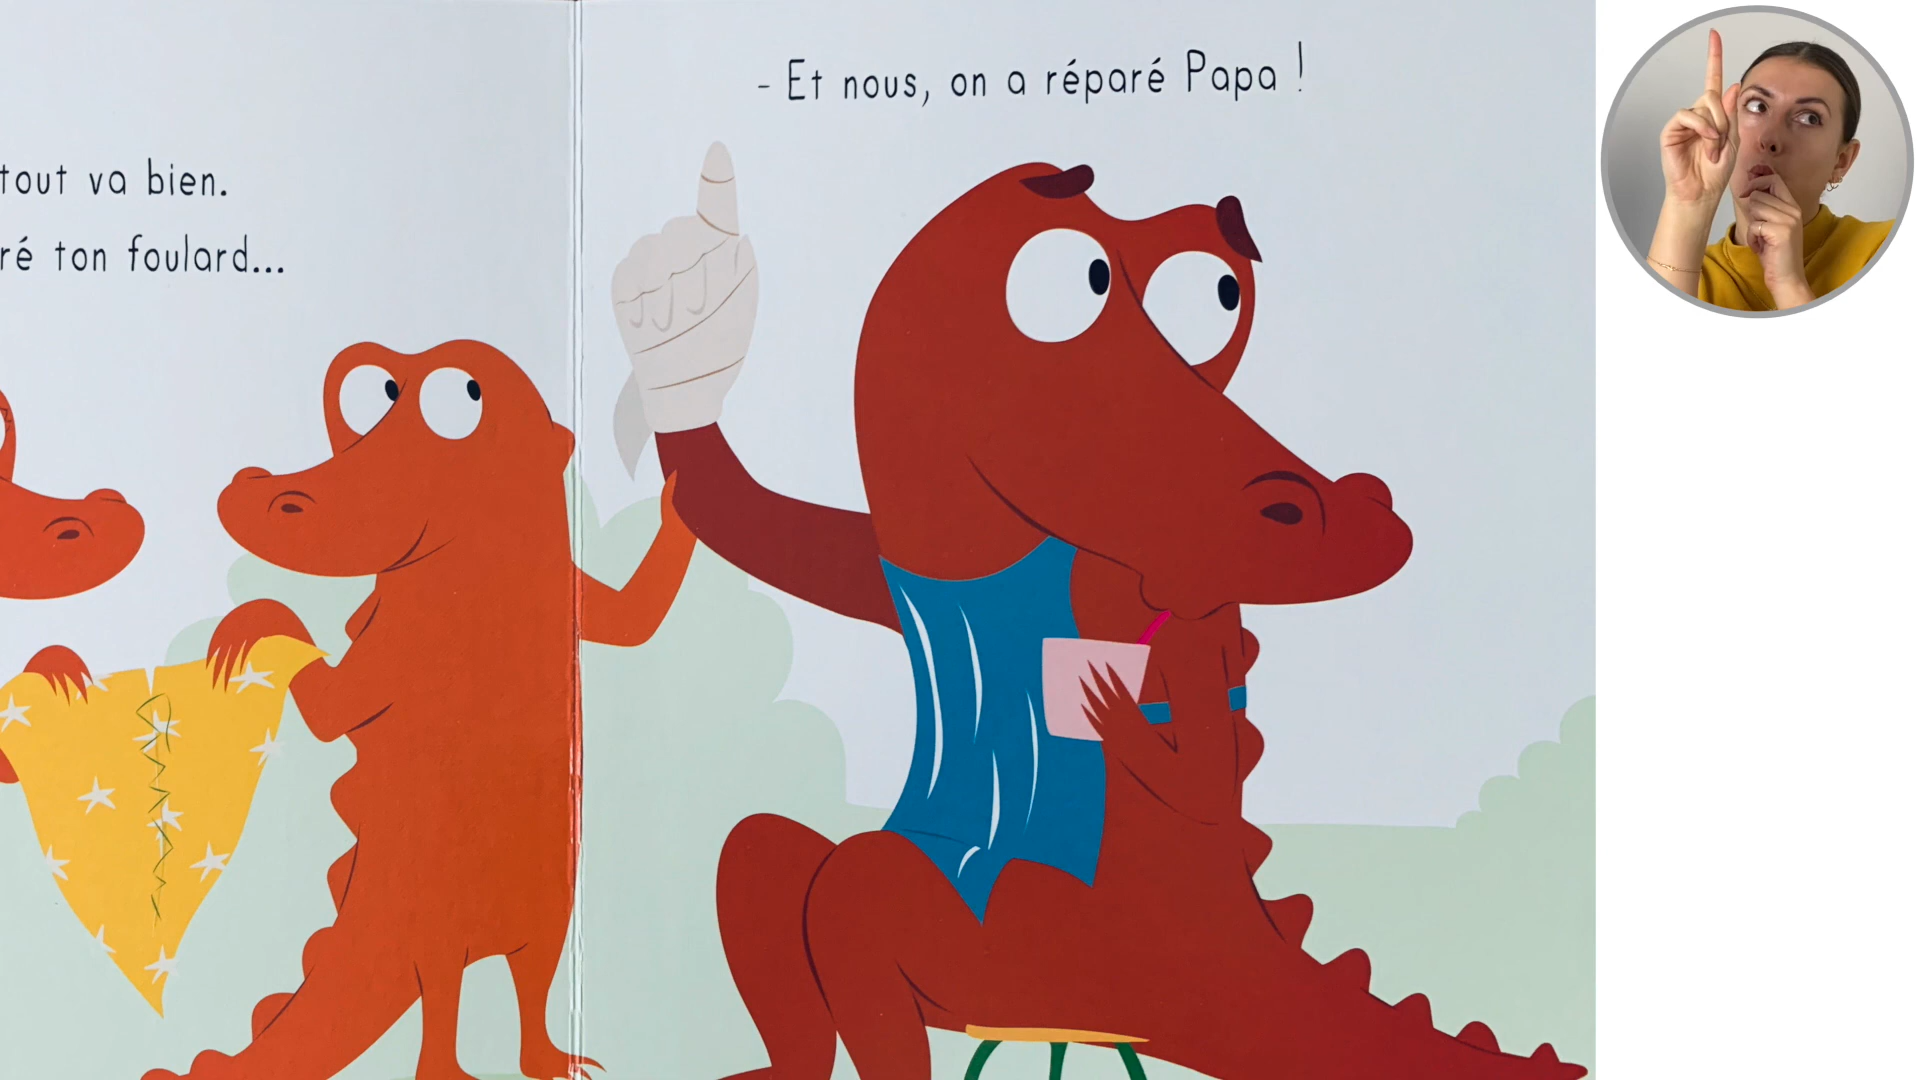 tout va bien.
ré ton foulard...
- Et nous, on a réparé Papa !